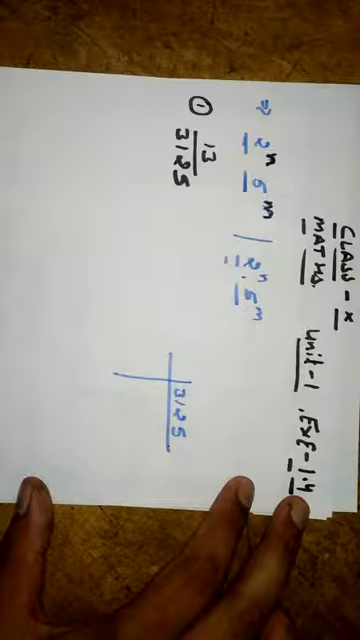 CLASS - X
MATHS. Unit - 1 . EXE - 1.4
⇒ 2ⁿ 5ᵐ | 2ⁿ. 5ᵐ
① 13
3125
3125